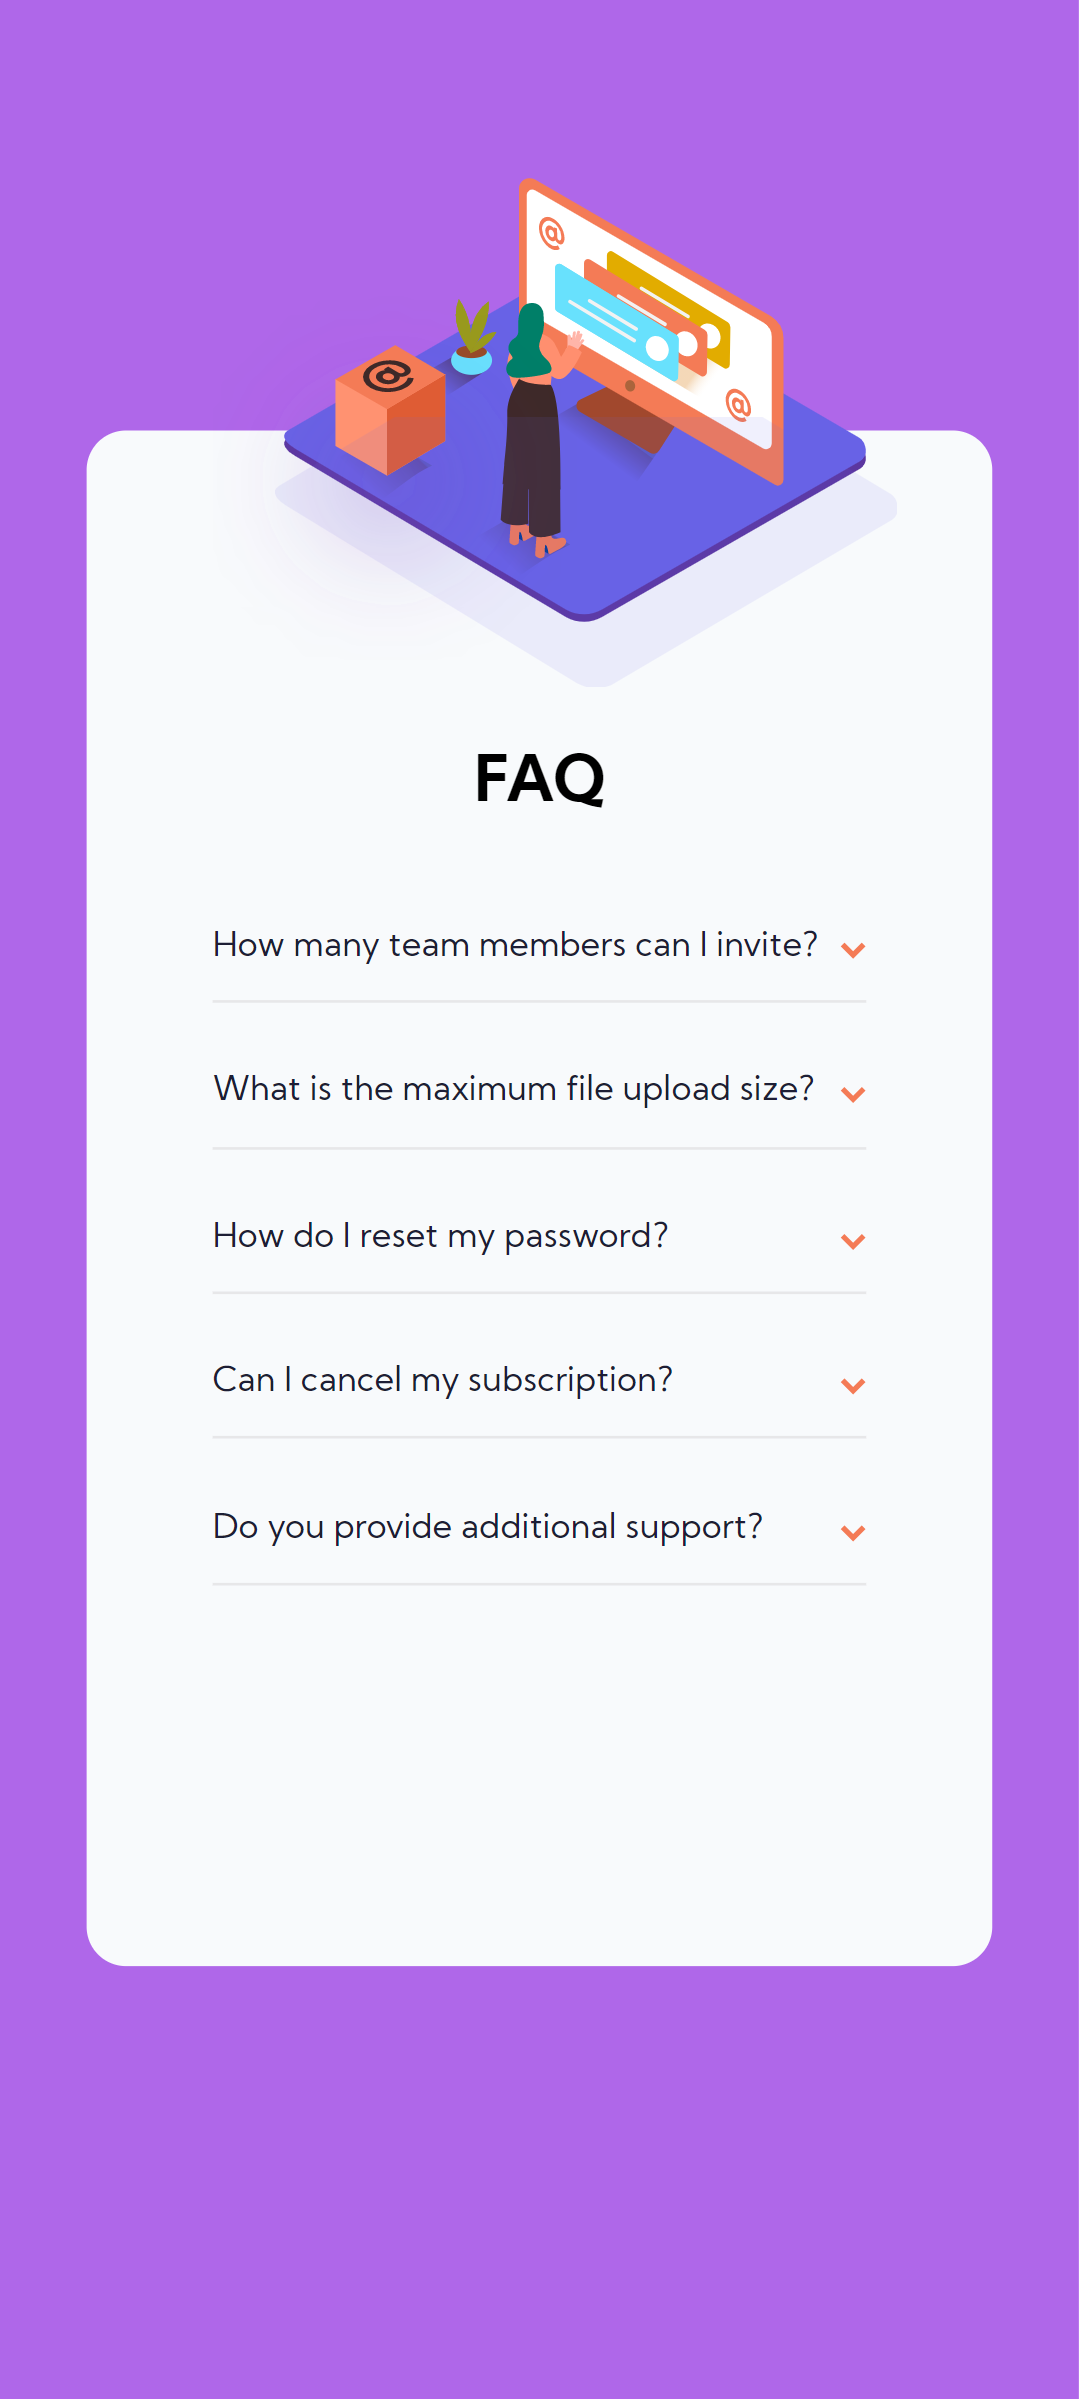 @
@
@
FAQ
How many team members can I invite?
What is the maximum file upload size?
How do I reset my password?
Can I cancel my subscription?
Do you provide additional support?